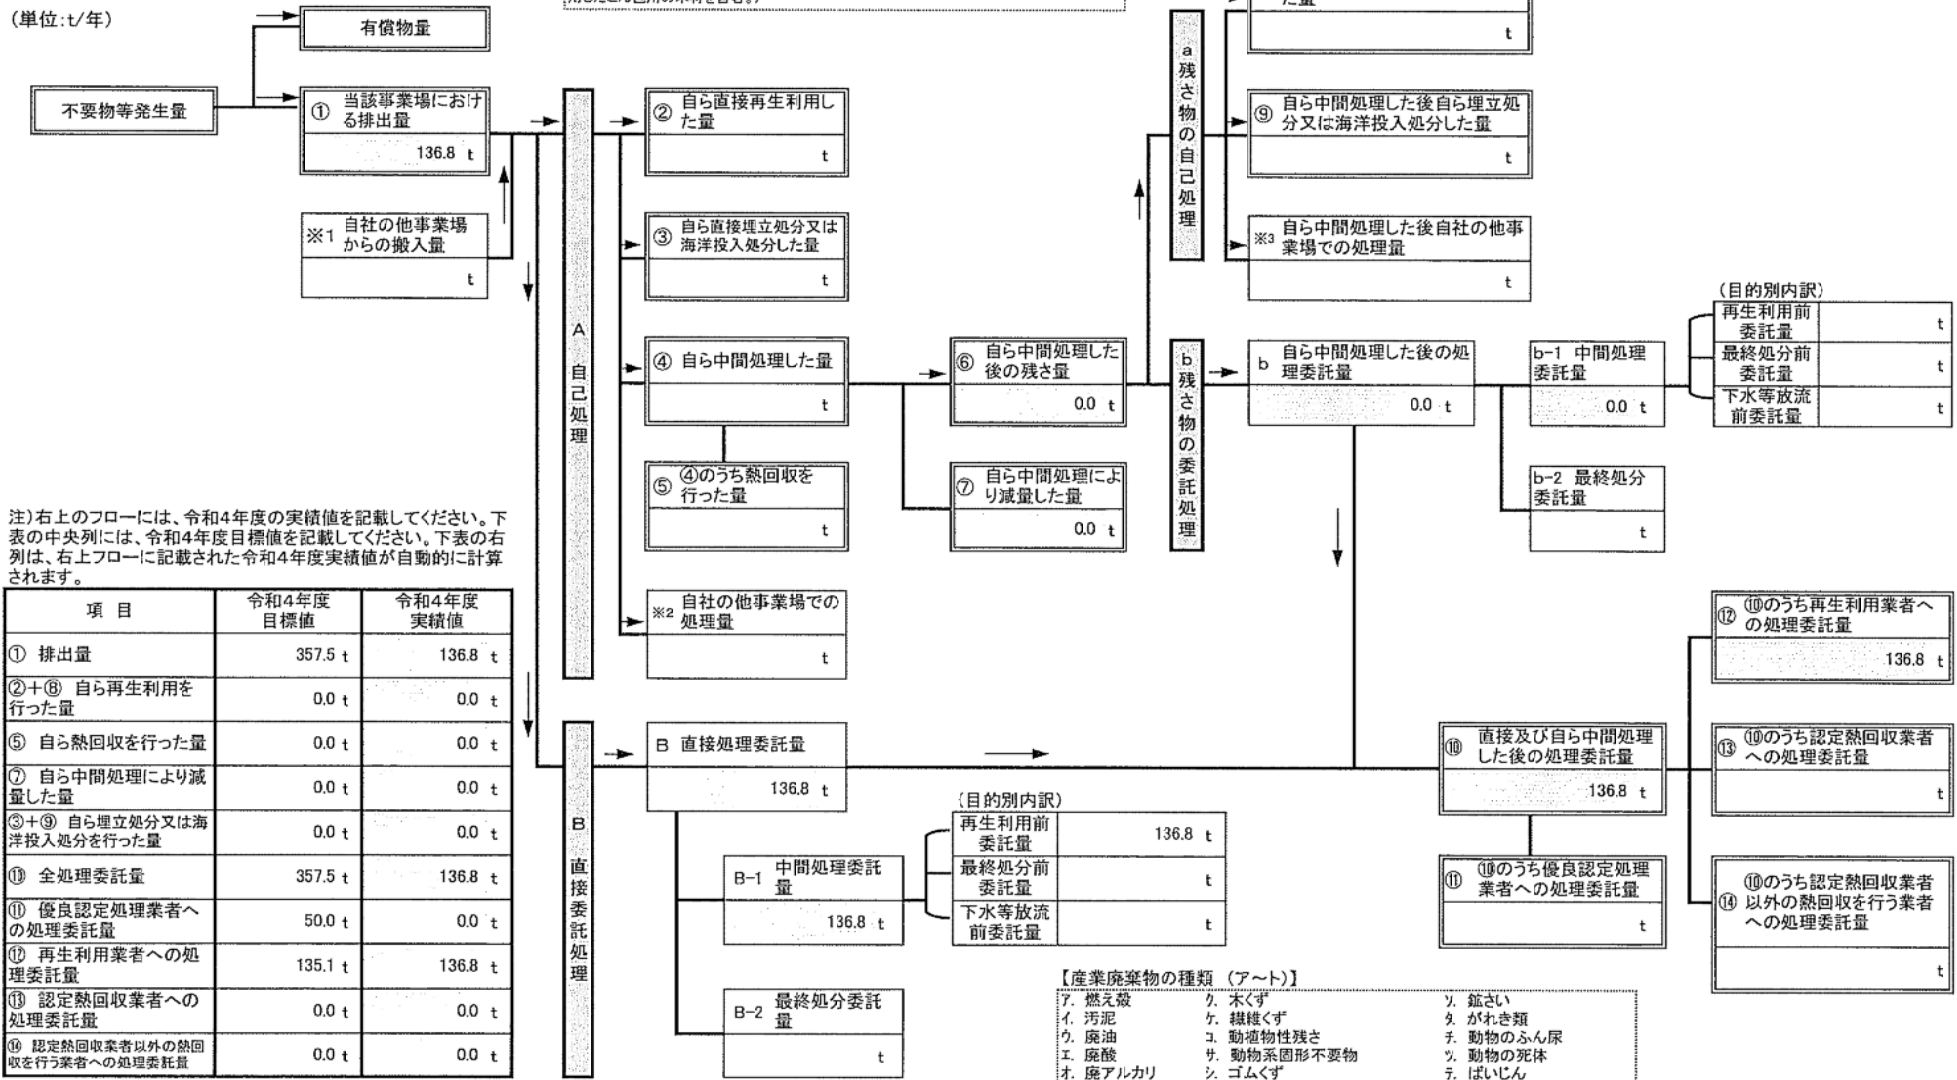 (単位:t/年)
有償物量
不要物等発生量
①
当該事業場におけ
る排出量
136.8 t
※1
自社の他事業場
からの搬入量
t
A 自己処理
②
自ら直接再生利用し
た量
t
③
自ら直接埋立処分又は
海洋投入処分した量
t
④ 自ら中間処理した量
t
⑤
④のうち熱回収を
行った量
t
※2
自社の他事業場での
処理量
t
⑥
自ら中間処理した
後の残さ量
0.0 t
⑦
自ら中間処理によ
り減量した量
0.0 t
a 残さ物の自己処理
た量
t
⑨
自ら中間処理した後自ら埋立処
分又は海洋投入処分した量
t
※3
自ら中間処理した後自社の他事
業場での処理量
t
b 残さ物の委託処理
b
自ら中間処理した後の処
理委託量
0.0 t
b-1 中間処理
委託量
0.0 t
b-2 最終処分
委託量
t
(目的別内訳)
再生利用前
委託量
t
最終処分前
委託量
t
下水等放流
前委託量
t
注)右上のフローには、令和4年度の実績値を記載してください。下
表の中央列には、令和4年度目標値を記載してください。下表の右
列は、右上フローに記載された令和4年度実績値が自動的に計算
されます。
項 目
令和4年度
目標値
令和4年度
実績値
① 排出量
357.5 t
136.8 t
②+⑧ 自ら再生利用を
行った量
0.0 t
0.0 t
⑤ 自ら熱回収を行った量
0.0 t
0.0 t
⑦ 自ら中間処理により減
量した量
0.0 t
0.0 t
③+⑨ 自ら埋立処分又は海
洋投入処分を行った量
0.0 t
0.0 t
⑩ 全処理委託量
357.5 t
136.8 t
⑪ 優良認定処理業者へ
の処理委託量
50.0 t
0.0 t
⑫ 再生利用業者への処
理委託量
135.1 t
136.8 t
⑬ 認定熱回収業者への
処理委託量
0.0 t
0.0 t
⑭ 認定熱回収業者以外の熱回
収を行う業者への処理委託量
0.0 t
0.0 t
B 直接委託処理
B 直接処理委託量
136.8 t
B-1
中間処理委託
量
136.8 t
B-2
最終処分委託
量
t
(目的別内訳)
再生利用前
委託量
136.8 t
最終処分前
委託量
t
下水等放流
前委託量
t
⑩
直接及び自ら中間処理
した後の処理委託量
136.8 t
⑪
⑩のうち優良認定処理
業者への処理委託量
t
⑫
⑩のうち再生利用業者へ
の処理委託量
136.8 t
⑬
⑩のうち認定熱回収業者
への処理委託量
t
⑭
⑩のうち認定熱回収業者
以外の熱回収を行う業者
への処理委託量
t
【産業廃棄物の種類 (ア~ト)】
ア. 燃え殻
イ. 汚泥
ウ. 廃油
エ. 廃酸
オ. 廃アルカリ
ク. 木くず
ケ. 繊維くず
コ. 動植物性残さ
サ. 動物系固形不要物
シ. ゴムくず
ソ. 鉱さい
タ. がれき類
チ. 動物のふん尿
ツ. 動物の死体
テ. ばいじん